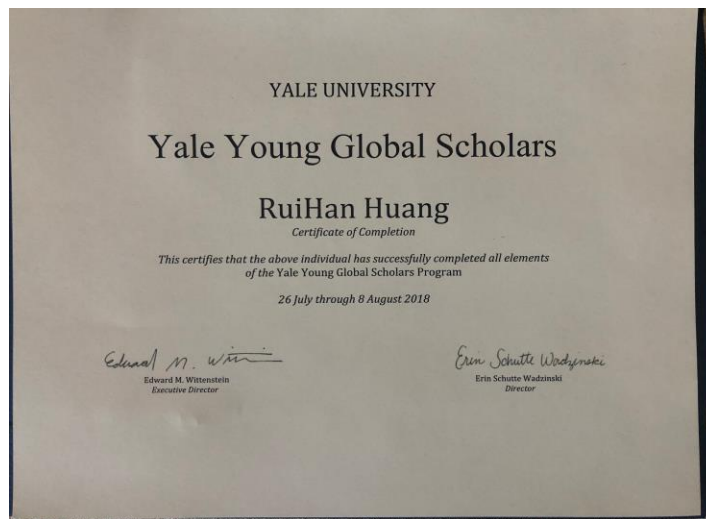 YALE UNIVERSITY
Yale Young Global Scholars
RuiHan Huang
Certificate of Completion
This certifies that the above individual has successfully completed all elements
of the Yale Young Global Scholars Program
26 July through 8 August 2018
Edward M. Witt
Erin Schutte Wadzinski
Edward M. Wittenstein
Erin Schutte Wadzinski
Executive Director
Director